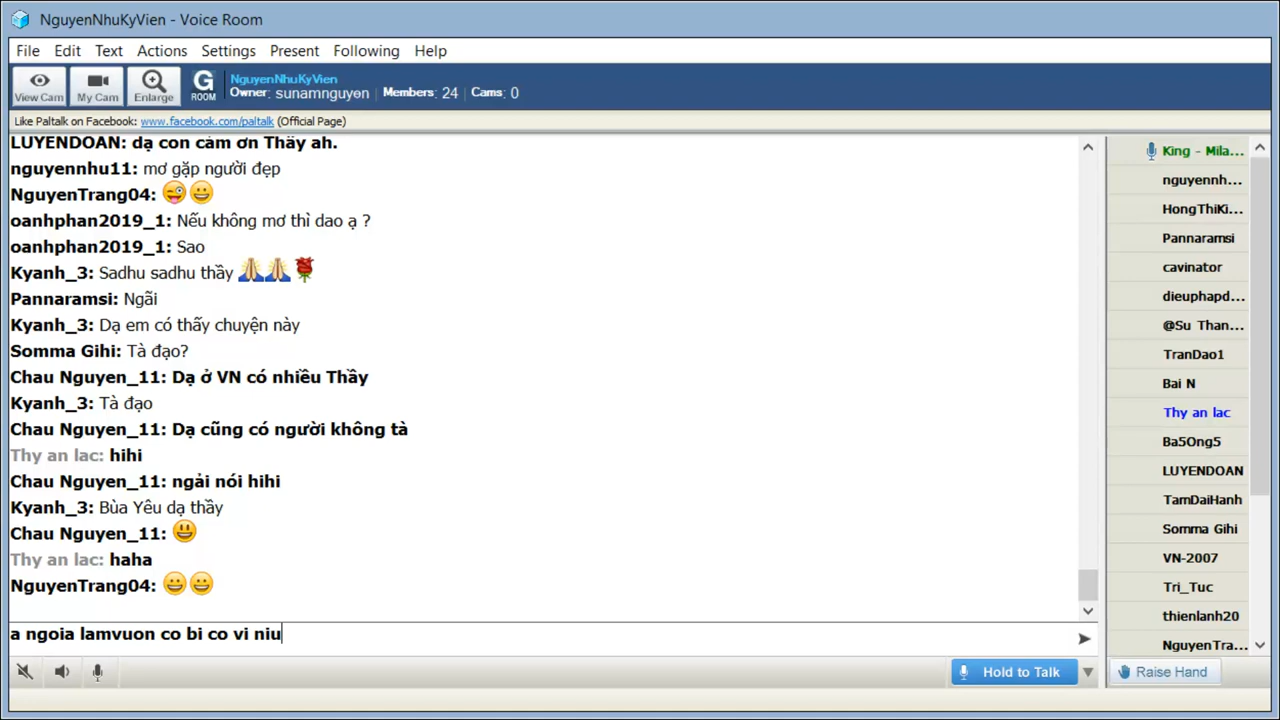 NguyenNhuKyVien - Voice Room
File Edit Text Actions Settings Present Following Help
View Cam My Cam Enlarge G ROOM
NguyenNhuKyVien
Owner: sunamnguyen Members: 24 Cams: 0
Like Paltalk on Facebook: www.facebook.com/paltalk (Official Page)
LUYENDOAN: dạ con cảm ơn Thầy ah.
nguyennhu11: mơ gặp người đẹp
NguyenTrang04:
oanhphan2019_1: Nếu không mơ thì dao ạ ?
oanhphan2019_1: Sao
Kyanh_3: Sadhu sadhu thầy
Pannaramsi: Ngãi
Kyanh_3: Dạ em có thấy chuyện này
Somma Gihi: Tà đạo?
Chau Nguyen_11: Dạ ở VN có nhiều Thầy
Kyanh_3: Tà đạo
Chau Nguyen_11: Dạ cũng có người không tà
Thy an lac: hihi
Chau Nguyen_11: ngải nói hihi
Kyanh_3: Bùa Yêu dạ thầy
Chau Nguyen_11:
Thy an lac: haha
NguyenTrang04:
a ngoia lamvuon co bi co vi niu
King - Mila...
nguyennh...
HongThiKi...
Pannaramsi
cavinator
dieuphapd...
@Su Than...
TranDao1
Bai N
Thy an lac
Ba5Ong5
LUYENDOAN
TamDaiHanh
Somma Gihi
VN-2007
Tri_Tuc
thienlanh20
NguyenTra...
Hold to Talk
Raise Hand